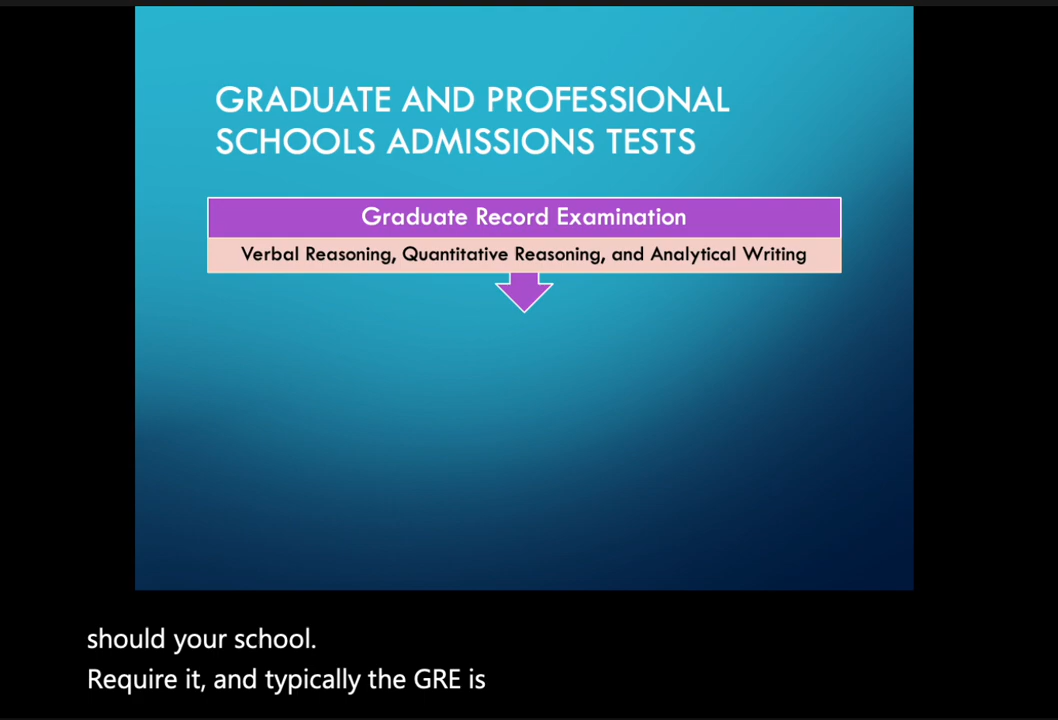 GRADUATE AND PROFESSIONAL
SCHOOLS ADMISSIONS TESTS
Graduate Record Examination
Verbal Reasoning, Quantitative Reasoning, and Analytical Writing
should your school.
Require it, and typically the GRE is